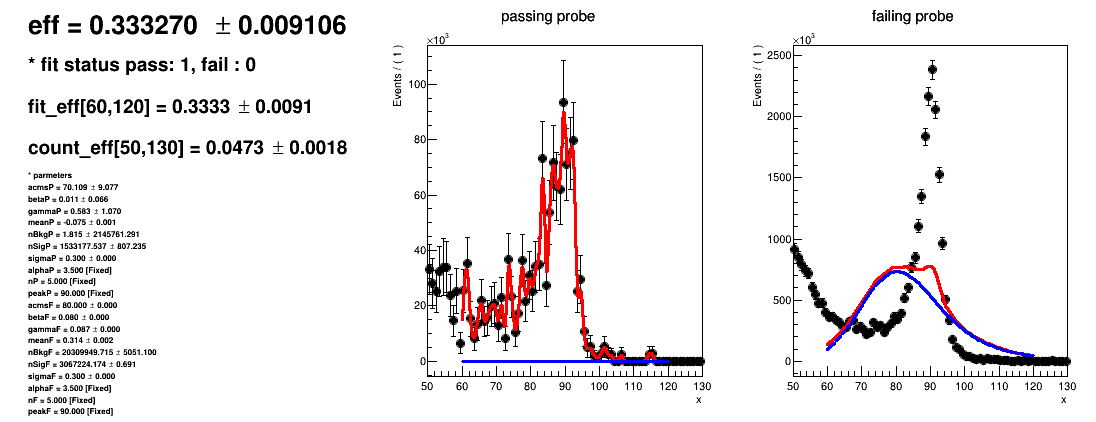 eff = 0.333270 ± 0.009106
* fit status pass: 1, fail : 0
fit_eff[60,120] = 0.3333 ± 0.0091
count_eff[50,130] = 0.0473 ± 0.0018
* parmeters
acmsP = 70.109 ± 9.077
betaP = 0.011 ± 0.066
gammaP = 0.583 ± 1.070
meanP = -0.075 ± 0.001
nBkgP = 1.815 ± 2145761.291
nSigP = 1533177.537 ± 807.235
sigmaP = 0.300 ± 0.000
alphaP = 3.500 [Fixed]
nP = 5.000 [Fixed]
peakP = 90.000 [Fixed]
acmsF = 80.000 ± 0.000
betaF = 0.080 ± 0.000
gammaF = 0.087 ± 0.000
meanF = 0.314 ± 0.002
nBkgF = 20309949.715 ± 5051.100
nSigF = 3067224.174 ± 0.691
sigmaF = 0.300 ± 0.000
alphaF = 3.500 [Fixed]
nF = 5.000 [Fixed]
peakF = 90.000 [Fixed]
passing probe
×10³
Events / ( 1 )
100
80
60
40
20
0
50 60 70 80 90 100 110 120 130
x
failing probe
×10³
Events / ( 1 )
2500
2000
1500
1000
500
0
50 60 70 80 90 100 110 120 130
x